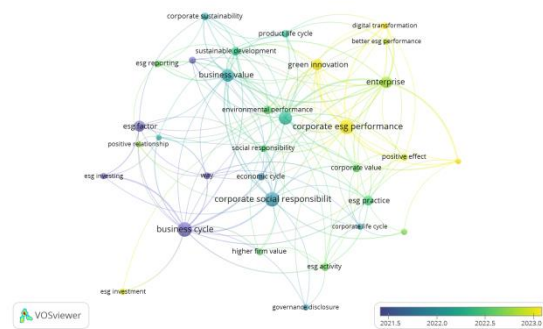 corporate sustainability
digital transformation
product life cycle
better esg performance
sustainable development
esg reporting
green innovation
business value
enterprise
environmental performance
esg factor
corporate esg performance
positive relationship
social responsibility
positive effect
corporate value
esg investing
way
economic cycle
corporate social responsibilit
esg practice
business cycle
corporate life cycle
higher firm value
esg activity
esg investment
governance disclosure
VOSviewer
2021.5 2022.0 2022.5 2023.0